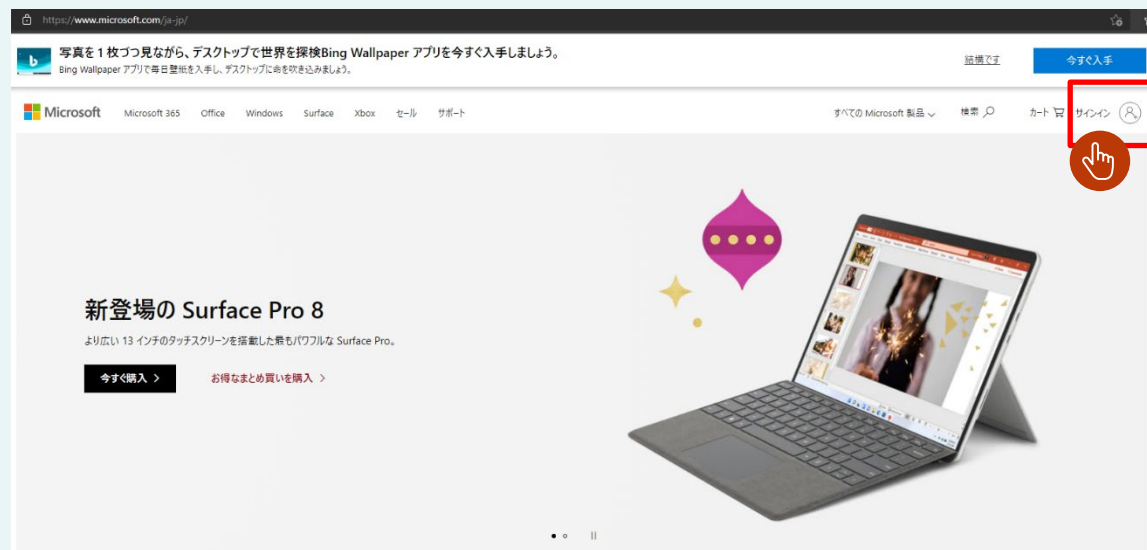 https://www.microsoft.com/ja-jp/
写真を 1 枚づつ見ながら、デスクトップで世界を探検Bing Wallpaper アプリを今すぐ入手しましょう。
Bing Wallpaper アプリで毎日壁紙を入手し、デスクトップに命を吹き込みましょう。
結構です
今すぐ入手
Microsoft Microsoft 365 Office Windows Surface Xbox セール サポート すべての Microsoft 製品 検索 カート サインイン
新登場の Surface Pro 8
より広い 13 インチのタッチスクリーンを搭載した最もパワフルな Surface Pro。
今すぐ購入 > お得なまとめ買いを購入 >